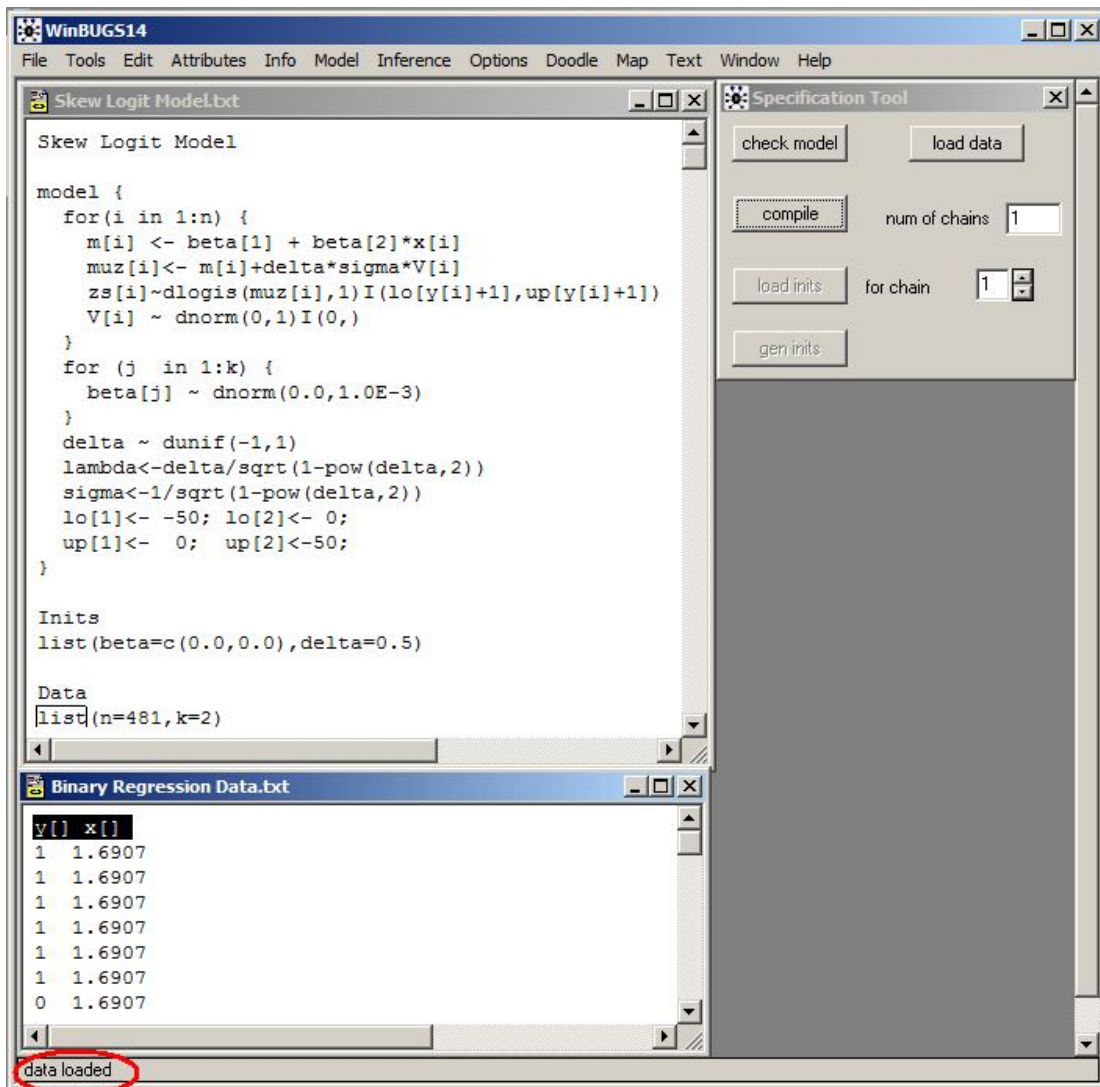 WinBUGS14
File Tools Edit Attributes Info Model Inference Options Doodle Map Text Window Help
Skew Logit Model.txt
Skew Logit Model
model {
for(i in 1:n) {
m[i] <- beta[1] + beta[2]*x[i]
muz[i]<- m[i]+delta*sigma*V[i]
zs[i]~dlogis(muz[i],1)I(lo[y[i]+1],up[y[i]+1])
V[i] ~ dnorm(0,1)I(0,)
}
for (j in 1:k) {
beta[j] ~ dnorm(0.0,1.0E-3)
}
delta ~ dunif(-1,1)
lambda<-delta/sqrt(1-pow(delta,2))
sigma<-1/sqrt(1-pow(delta,2))
lo[1]<- -50; lo[2]<- 0;
up[1]<- 0; up[2]<-50;
}
Inits
list(beta=c(0.0,0.0),delta=0.5)
Data
list(n=481,k=2)
Specification Tool
check model load data
compile num of chains 1
load inits for chain 1
gen inits
Binary Regression Data.txt
y[] x[]
1 1.6907
1 1.6907
1 1.6907
1 1.6907
1 1.6907
1 1.6907
0 1.6907
data loaded